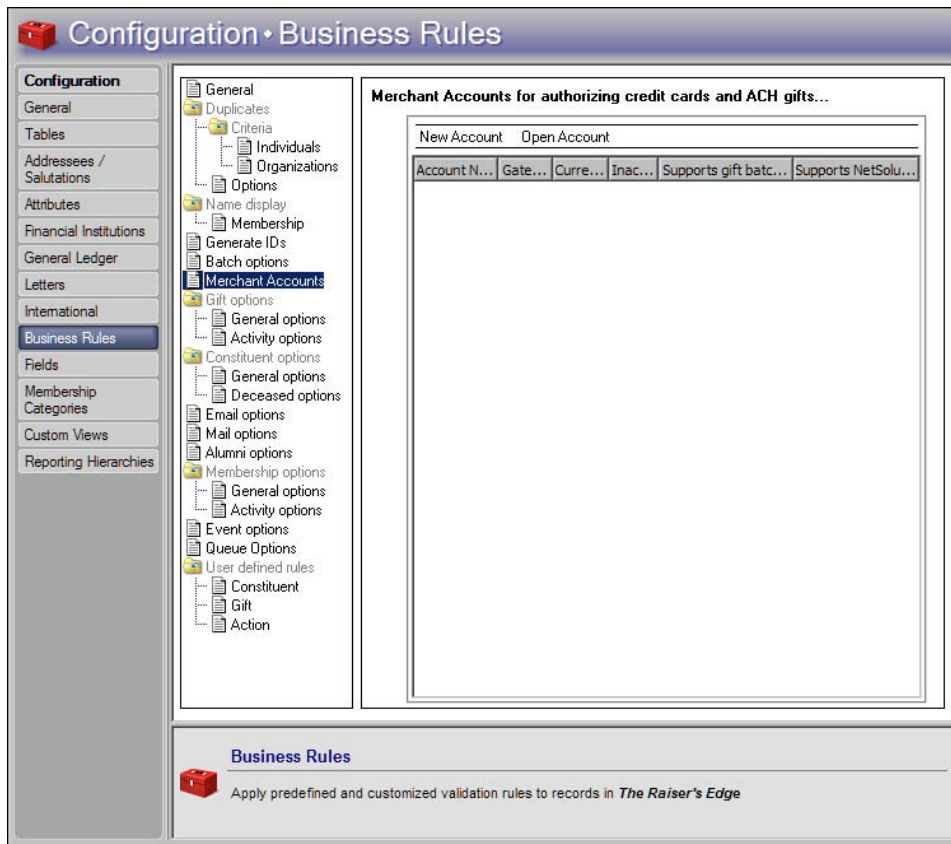 Configuration • Business Rules
Configuration
General
Tables
Addressees /
Salutations
Attributes
Financial Institutions
General Ledger
Letters
International
Business Rules
Fields
Membership
Categories
Custom Views
Reporting Hierarchies
General
Duplicates
Criteria
Individuals
Organizations
Options
Name display
Membership
Generate IDs
Batch options
Merchant Accounts
Gift options
General options
Activity options
Constituent options
General options
Deceased options
Email options
Mail options
Alumni options
Membership options
General options
Activity options
Event options
Queue Options
User defined rules
Constituent
Gift
Action
Merchant Accounts for authorizing credit cards and ACH gifts...
New Account Open Account
Account N... Gate... Curre... Inac... Supports gift batc... Supports NetSolu...
Business Rules
Apply predefined and customized validation rules to records in The Raiser's Edge